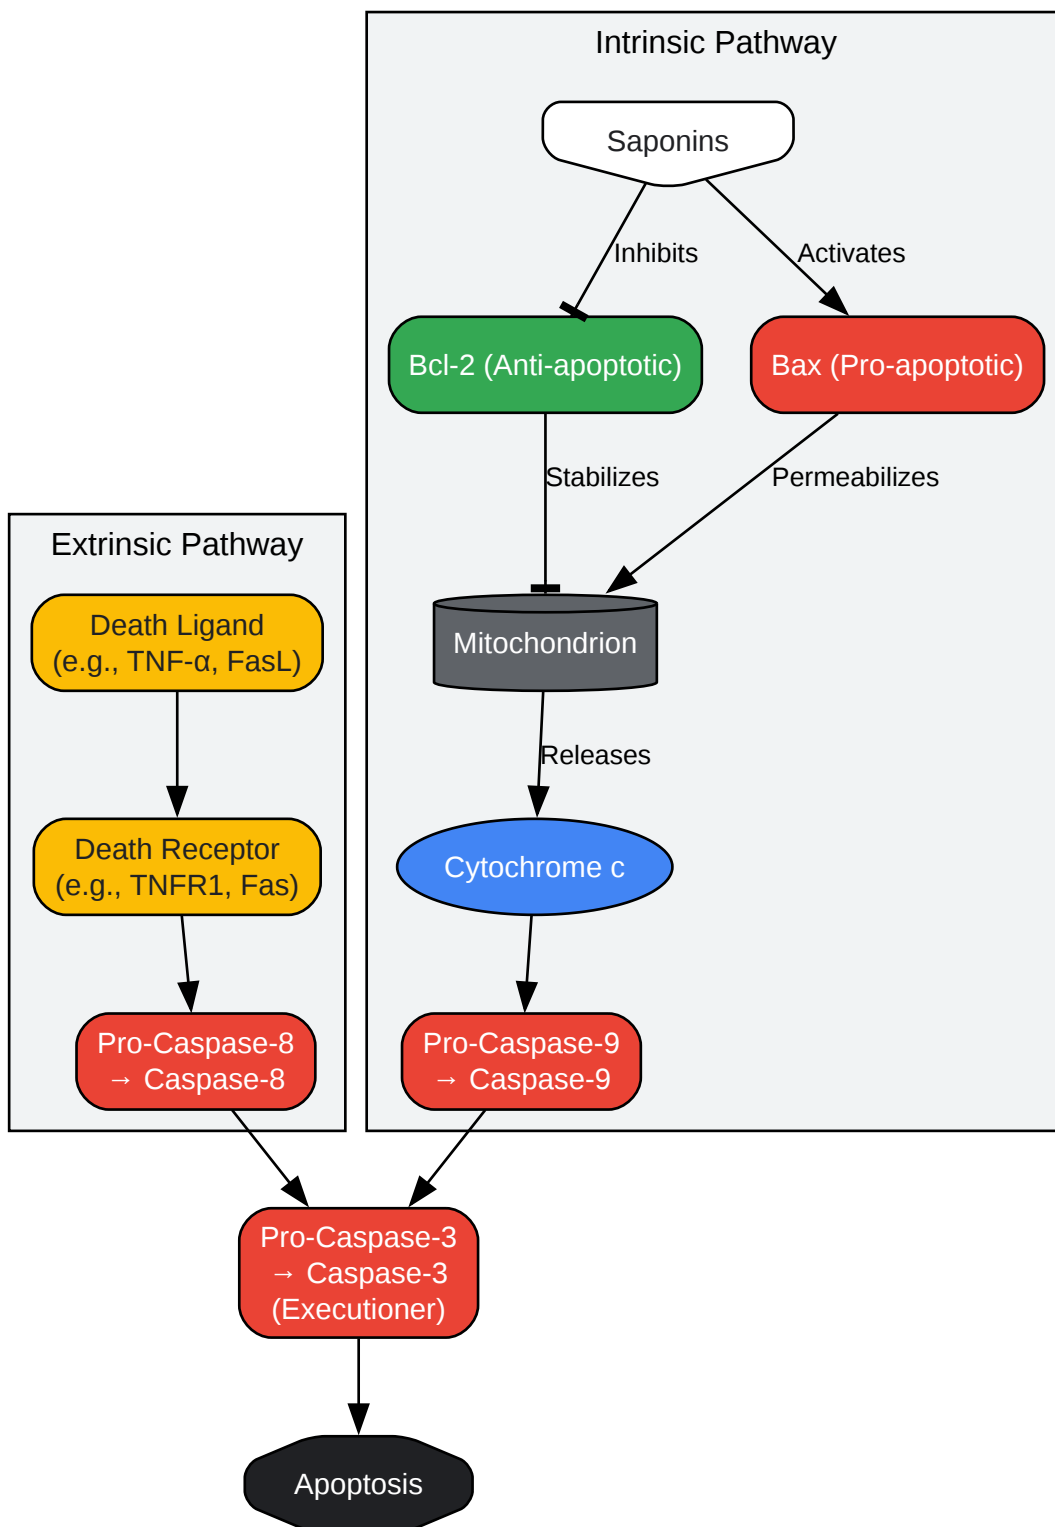 Intrinsic Pathway
Saponins
Inhibits
Activates
Bcl-2 (Anti-apoptotic)
Bax (Pro-apoptotic)
Stabilizes
Permeabilizes
Extrinsic Pathway
Death Ligand
(e.g., TNF-α, FasL)
Mitochondrion
Releases
Death Receptor
(e.g., TNFR1, Fas)
Cytochrome c
Pro-Caspase-8
→ Caspase-8
Pro-Caspase-9
→ Caspase-9
Pro-Caspase-3
→ Caspase-3
(Executioner)
Apoptosis